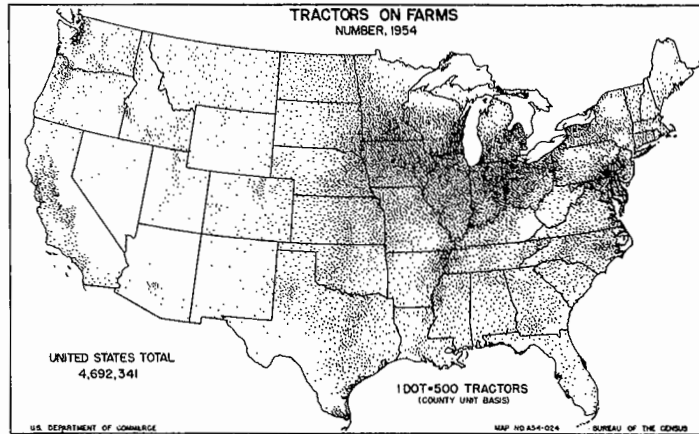 TRACTORS ON FARMS
NUMBER, 1954
UNITED STATES TOTAL
4,692,341
1 DOT=500 TRACTORS
(COUNTY UNIT BASIS)
U.S. DEPARTMENT OF COMMERCE
MAP NO A54-024
BUREAU OF THE CENSUS